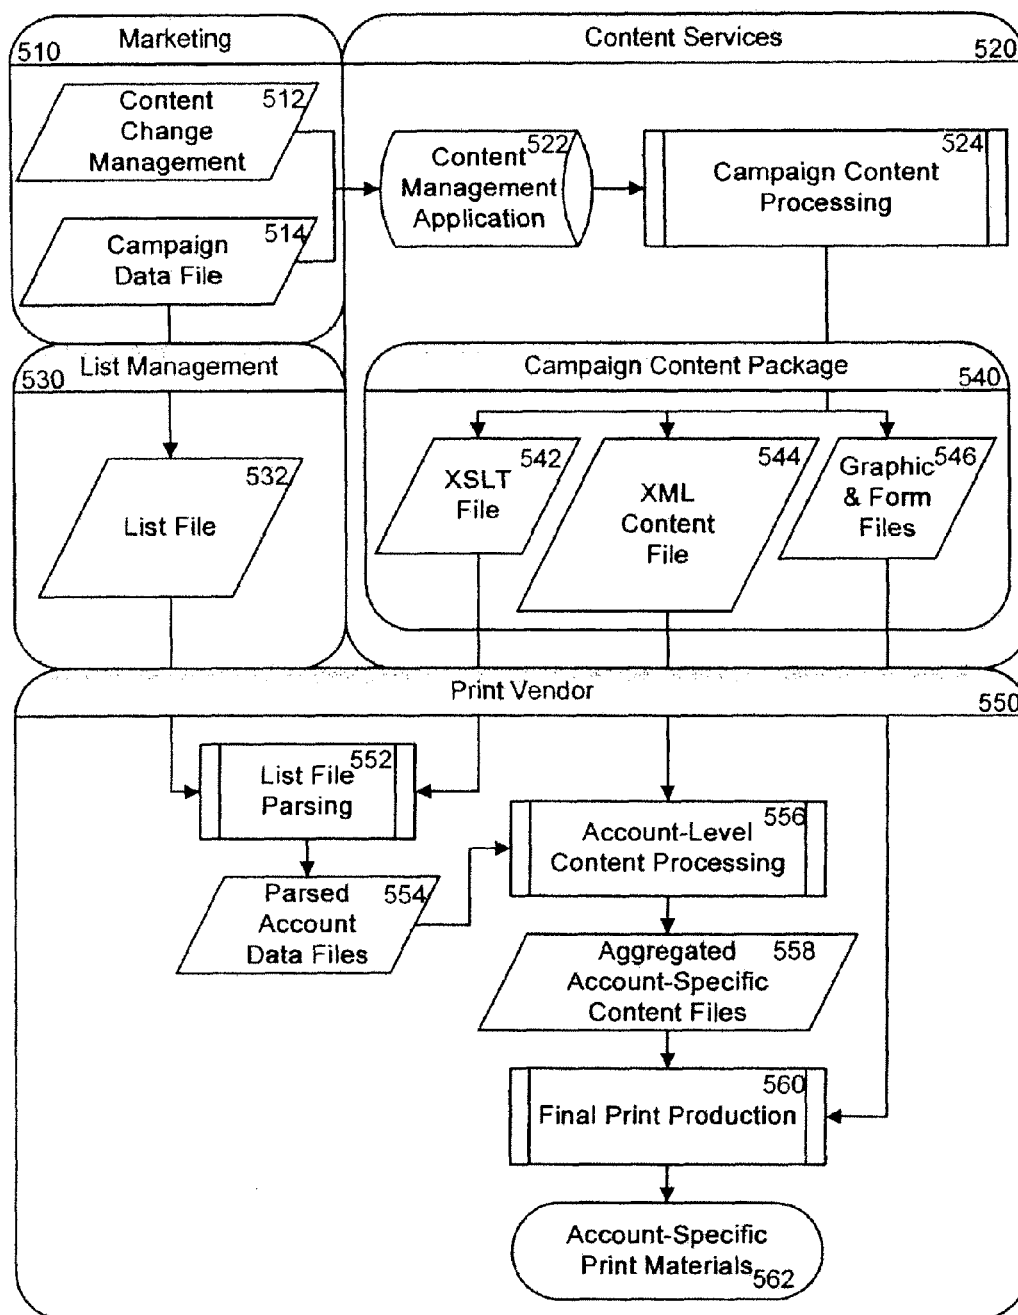 Marketing
510
Content Services
520
Content 512
Change
Management
Campaign 514
Data File
Content 522
Management
Application
524
Campaign Content
Processing
List Management
530
532
List File
Campaign Content Package
540
542
XSLT
File
544
XML
Content
File
Graphic 546
& Form
Files
Print Vendor
550
552
List File
Parsing
Parsed 554
Account
Data Files
556
Account-Level
Content Processing
Aggregated 558
Account-Specific
Content Files
560
Final Print Production
Account-Specific
Print Materials 562